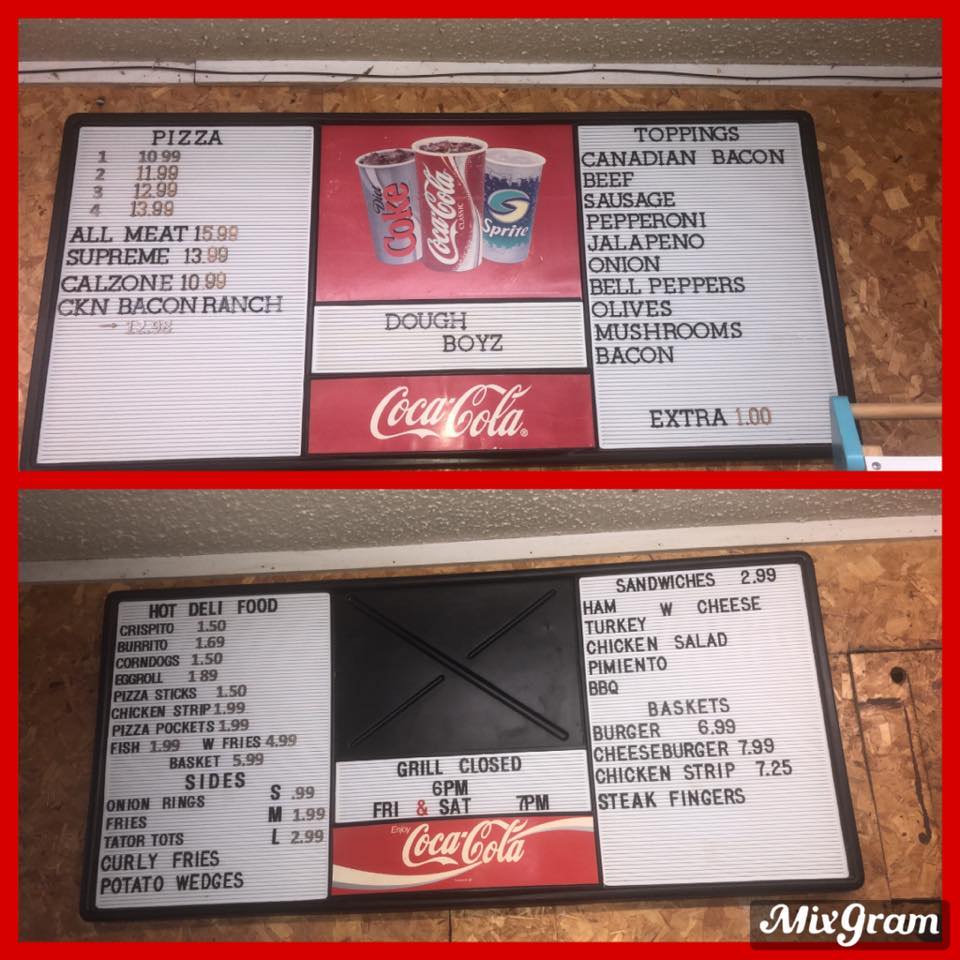 PIZZA
1 10 99
2 11.99
3 12.99
4 13.99
ALL MEAT 15.99
SUPREME 13.99
CALZONE 10 99
CKN BACON RANCH
→ 12.98
Diet Coke
Coca-Cola
CLASSIC
Sprite
DOUGH
BOYZ
Coca-Cola
TOPPINGS
CANADIAN BACON
BEEF
SAUSAGE
PEPPERONI
JALAPENO
ONION
BELL PEPPERS
OLIVES
MUSHROOMS
BACON
EXTRA 1.00
HOT DELI FOOD
CRISPITO 1.50
BURRITO 1.69
CORNDOGS 1.50
EGGROLL 1 89
PIZZA STICKS 1.50
CHICKEN STRIP 1.99
PIZZA POCKETS 1.99
FISH 1.99 W FRIES 4.99
BASKET 5.99
SIDES
ONION RINGS S .99
FRIES M 1.99
TATOR TOTS L 2.99
CURLY FRIES
POTATO WEDGES
GRILL CLOSED
6PM
FRI & SAT 7PM
Enjoy
Coca-Cola
SANDWICHES 2.99
HAM W CHEESE
TURKEY
CHICKEN SALAD
PIMIENTO
BBQ
BASKETS
BURGER 6.99
CHEESEBURGER 7.99
CHICKEN STRIP 7.25
STEAK FINGERS
MixGram